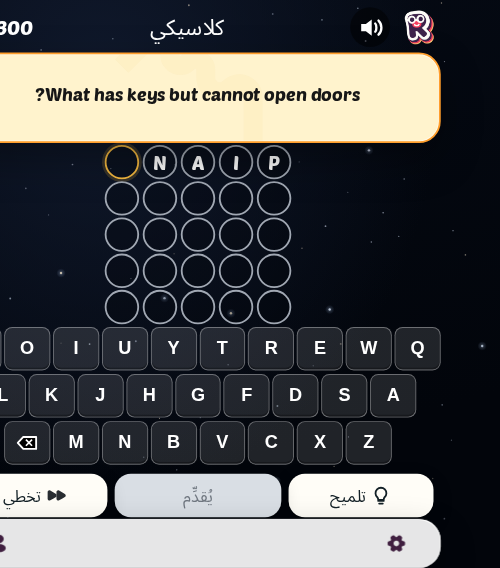 300
كلاسيكي
?What has keys but cannot open doors
N A I P
O I U Y T R E W Q
L K J H G F D S A
M N B V C X Z
تخطي
يُقدِّم
تلميح